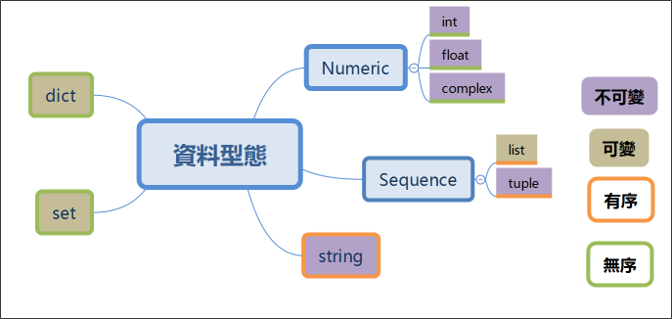 int
Numeric
float
complex
dict
資料型態
set
Sequence
list
tuple
string
不可變
可變
有序
無序